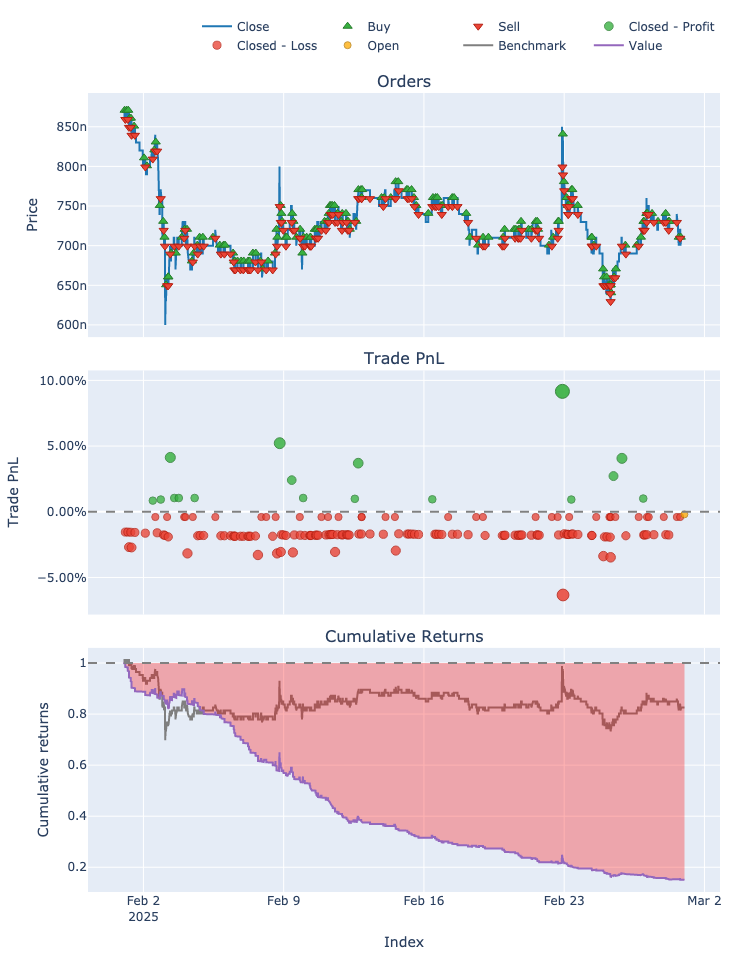 Close Buy Sell Closed - Profit
Closed - Loss Open Benchmark Value
Orders
850n
800n
750n
700n
650n
600n
Price
Trade PnL
10.00%
5.00%
0.00%
−5.00%
Trade PnL
Cumulative Returns
1
0.8
0.6
0.4
0.2
Cumulative returns
Feb 2 Feb 9 Feb 16 Feb 23 Mar 2
2025
Index